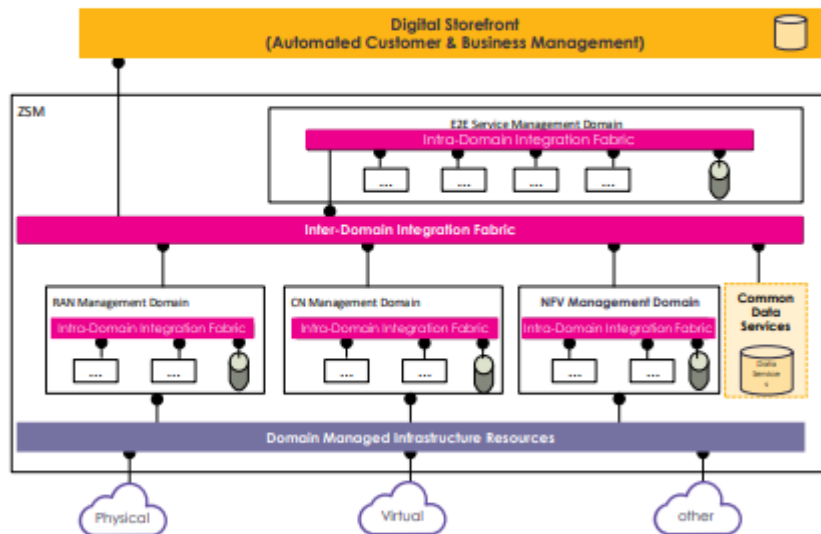 Digital Storefront
(Automated Customer & Business Management)
ZSM
E2E Service Management Domain
Intra-Domain Integration Fabric
...
...
...
...
Inter-Domain Integration Fabric
RAN Management Domain
Intra-Domain Integration Fabric
...
...
CN Management Domain
Intra-Domain Integration Fabric
...
...
NFV Management Domain
Intra-Domain Integration Fabric
...
...
Common
Data
Services
Data
Service
s
Domain Managed Infrastructure Resources
Physical
Virtual
other